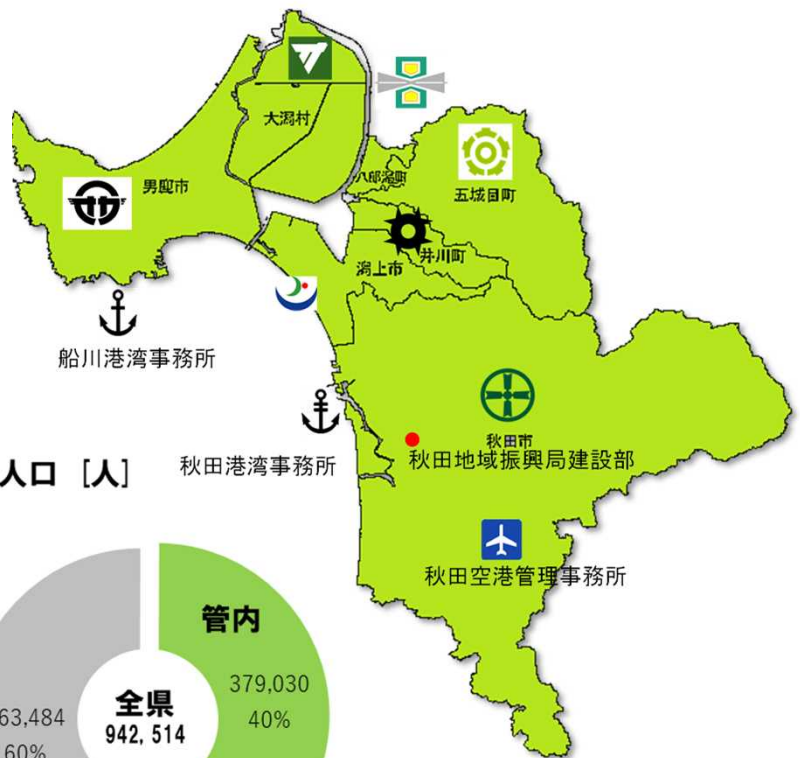 大潟村
八郎潟町
男鹿市
五城目町
井川町
潟上市
船川港湾事務所
秋田市
秋田地域振興局建設部
秋田港湾事務所
人口 [人]
秋田空港管理事務所
管内
379,030
40%
全県
942,514
63,484
60%